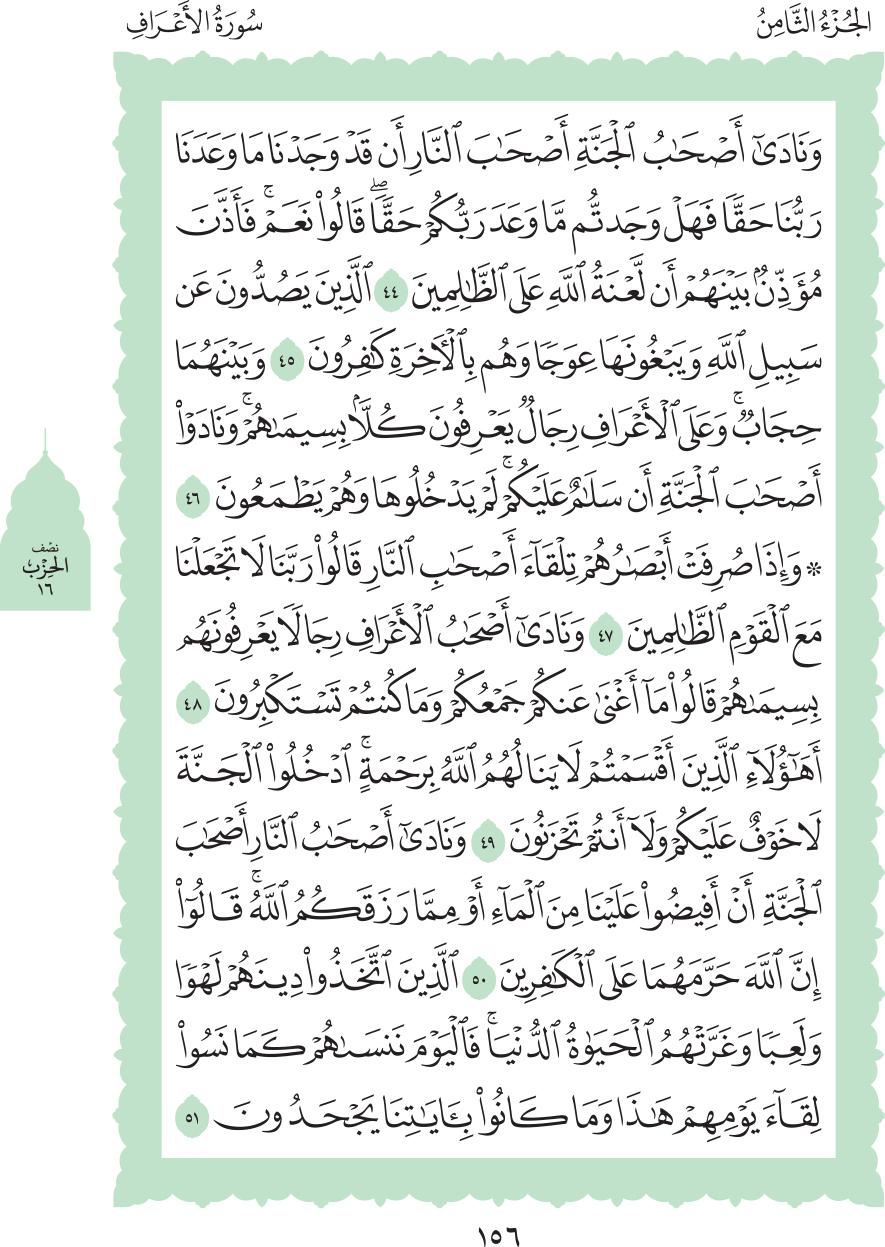 الجُزْءُ الثَّامِنُ
سُورَةُ الأَعْرَافِ
وَنَادَىٰٓ أَصْحَٰبُ ٱلْجَنَّةِ أَصْحَٰبَ ٱلنَّارِ أَن قَدْ وَجَدْنَا مَا وَعَدَنَا
رَبُّنَا حَقًّا فَهَلْ وَجَدتُّم مَّا وَعَدَ رَبُّكُمْ حَقًّا ۖ قَالُوا۟ نَعَمْ ۚ فَأَذَّنَ
مُؤَذِّنٌۢ بَيْنَهُمْ أَن لَّعْنَةُ ٱللَّهِ عَلَى ٱلظَّٰلِمِينَ ٤٤ ٱلَّذِينَ يَصُدُّونَ عَن
سَبِيلِ ٱللَّهِ وَيَبْغُونَهَا عِوَجًا وَهُم بِٱلْأَخِرَةِ كَٰفِرُونَ ٤٥ وَبَيْنَهُمَا
حِجَابٌ ۚ وَعَلَى ٱلْأَعْرَافِ رِجَالٌ يَعْرِفُونَ كُلًّۢا بِسِيمَىٰهُمْ ۚ وَنَادَوْا۟
أَصْحَٰبَ ٱلْجَنَّةِ أَن سَلَٰمٌ عَلَيْكُمْ ۚ لَمْ يَدْخُلُوهَا وَهُمْ يَطْمَعُونَ ٤٦
* وَإِذَا صُرِفَتْ أَبْصَٰرُهُمْ تِلْقَآءَ أَصْحَٰبِ ٱلنَّارِ قَالُوا۟ رَبَّنَا لَا تَجْعَلْنَا
مَعَ ٱلْقَوْمِ ٱلظَّٰلِمِينَ ٤٧ وَنَادَىٰٓ أَصْحَٰبُ ٱلْأَعْرَافِ رِجَالًا يَعْرِفُونَهُم
بِسِيمَىٰهُمْ قَالُوا۟ مَآ أَغْنَىٰ عَنكُمْ جَمْعُكُمْ وَمَا كُنتُمْ تَسْتَكْبِرُونَ ٤٨
أَهَٰٓؤُلَآءِ ٱلَّذِينَ أَقْسَمْتُمْ لَا يَنَالُهُمُ ٱللَّهُ بِرَحْمَةٍ ۚ ٱدْخُلُوا۟ ٱلْجَنَّةَ
لَا خَوْفٌ عَلَيْكُمْ وَلَآ أَنتُمْ تَحْزَنُونَ ٤٩ وَنَادَىٰٓ أَصْحَٰبُ ٱلنَّارِ أَصْحَٰبَ
ٱلْجَنَّةِ أَنْ أَفِيضُوا۟ عَلَيْنَا مِنَ ٱلْمَآءِ أَوْ مِمَّا رَزَقَكُمُ ٱللَّهُ ۚ قَالُوٓا۟
إِنَّ ٱللَّهَ حَرَّمَهُمَا عَلَى ٱلْكَٰفِرِينَ ٥٠ ٱلَّذِينَ ٱتَّخَذُوا۟ دِينَهُمْ لَهْوًا
وَلَعِبًا وَغَرَّتْهُمُ ٱلْحَيَوٰةُ ٱلدُّنْيَا ۚ فَٱلْيَوْمَ نَنسَىٰهُمْ كَمَا نَسُوا۟
لِقَآءَ يَوْمِهِمْ هَٰذَا وَمَا كَانُوا۟ بِـَٔايَٰتِنَا يَجْحَدُونَ ٥١
نصْف
الحِزْبُ
١٦
١٥٦